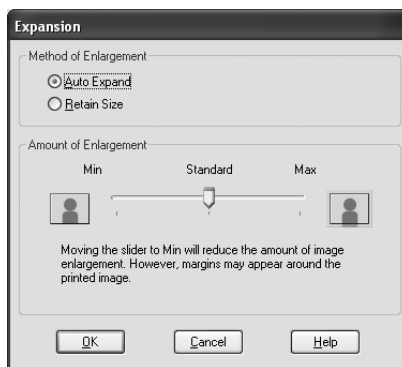 Expansion
Method of Enlargement
Auto Expand
Retain Size
Amount of Enlargement
Min Standard Max
Moving the slider to Min will reduce the amount of image
enlargement. However, margins may appear around the
printed image.
OK Cancel Help